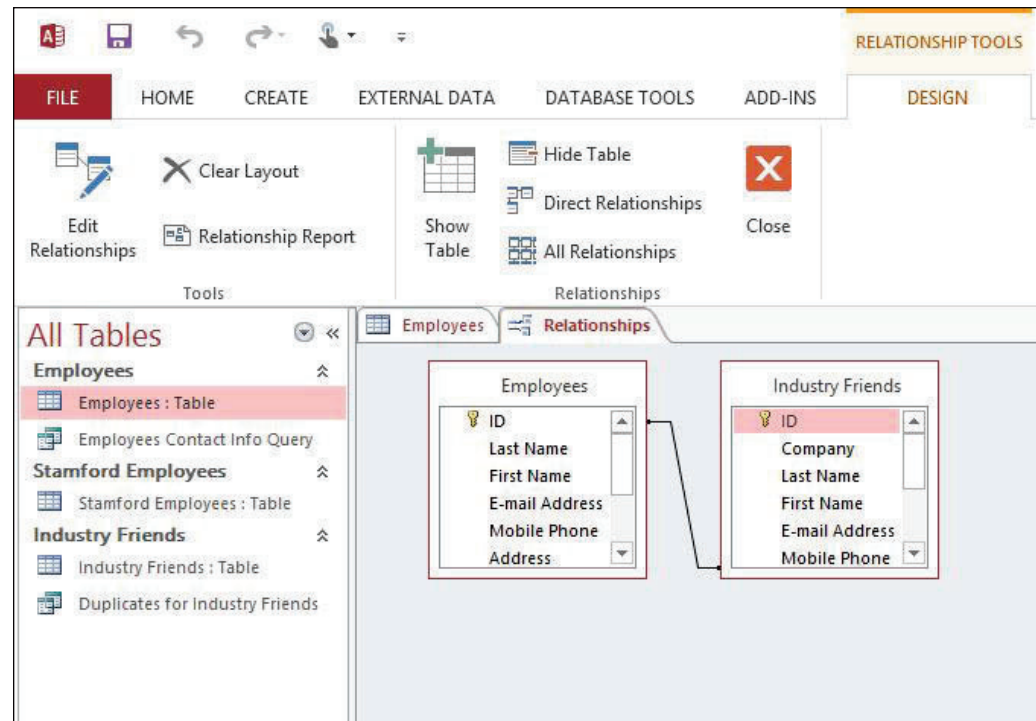 RELATIONSHIP TOOLS
FILE
HOME
CREATE
EXTERNAL DATA
DATABASE TOOLS
ADD-INS
DESIGN
Edit
Relationships
Clear Layout
Relationship Report
Tools
Show
Table
Hide Table
Direct Relationships
All Relationships
Relationships
Close
All Tables
Employees
Employees : Table
Employees Contact Info Query
Stamford Employees
Stamford Employees : Table
Industry Friends
Industry Friends : Table
Duplicates for Industry Friends
Employees
Relationships
Employees
ID
Last Name
First Name
E-mail Address
Mobile Phone
Address
Industry Friends
ID
Company
Last Name
First Name
E-mail Address
Mobile Phone